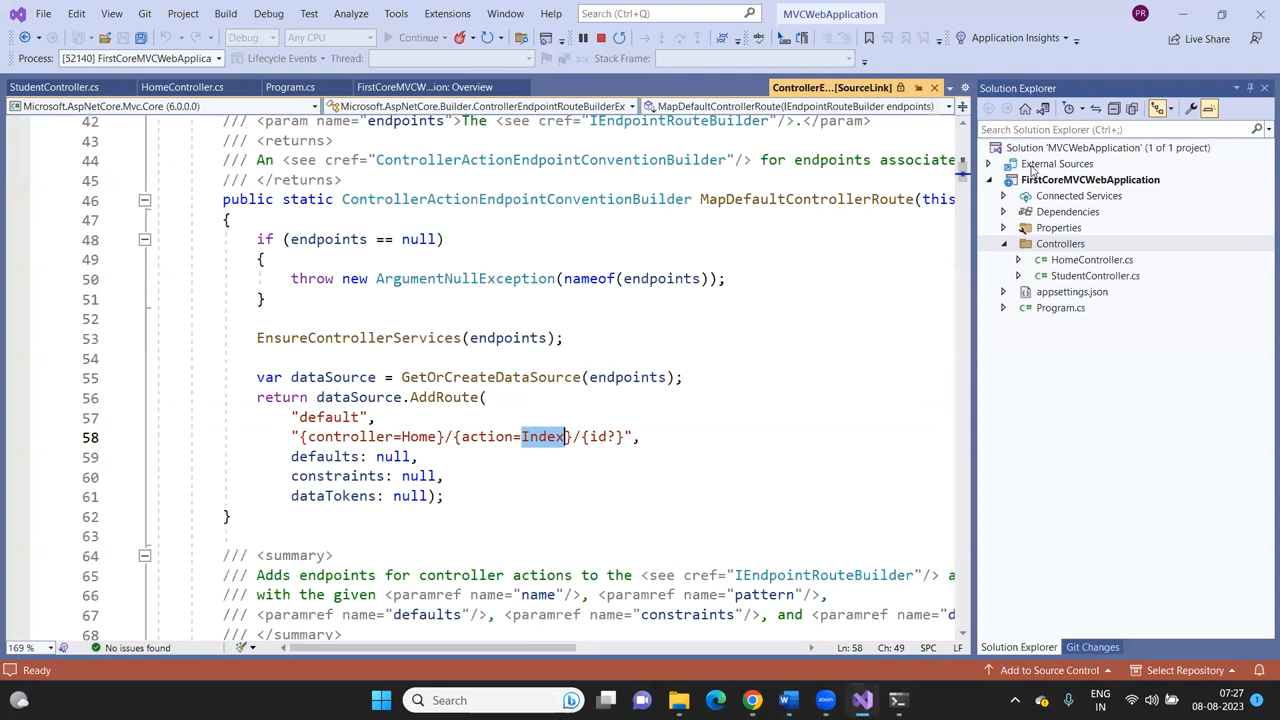 File Edit View Git Project Build Debug Test Analyze Tools Extensions Window Help Search (Ctrl+Q) MVCWebApplication PR
Debug Any CPU Continue Application Insights Live Share
Process: [52140] FirstCoreMVCWebApplica Lifecycle Events Thread: Stack Frame:
StudentController.cs HomeController.cs Program.cs FirstCoreMVCW...ion: Overview ControllerE...[SourceLink]
Microsoft.AspNetCore.Mvc.Core (6.0.0.0) Microsoft.AspNetCore.Builder.ControllerEndpointRouteBuilderEx MapDefaultControllerRoute(IEndpointRouteBuilder endpoints)
42 /// <param name="endpoints">The <see cref="IEndpointRouteBuilder"/>.</param>
43 /// <returns>
44 /// An <see cref="ControllerActionEndpointConventionBuilder"/> for endpoints associate
45 /// </returns>
46 public static ControllerActionEndpointConventionBuilder MapDefaultControllerRoute(this
47 {
48 if (endpoints == null)
49 {
50 throw new ArgumentNullException(nameof(endpoints));
51 }
52
53 EnsureControllerServices(endpoints);
54
55 var dataSource = GetOrCreateDataSource(endpoints);
56 return dataSource.AddRoute(
57 "default",
58 "{controller=Home}/{action=Index}/{id?}",
59 defaults: null,
60 constraints: null,
61 dataTokens: null);
62 }
63
64 /// <summary>
65 /// Adds endpoints for controller actions to the <see cref="IEndpointRouteBuilder"/> a
66 /// with the given <paramref name="name"/>, <paramref name="pattern"/>,
67 /// <paramref name="defaults"/>, <paramref name="constraints"/>, and <paramref name="d
68 /// </summary>
169 % No issues found Ln: 58 Ch: 49 SPC LF
Solution Explorer
Search Solution Explorer (Ctrl+;)
Solution 'MVCWebApplication' (1 of 1 project)
External Sources
FirstCoreMVCWebApplication
Connected Services
Dependencies
Properties
Controllers
HomeController.cs
StudentController.cs
appsettings.json
Program.cs
Solution Explorer Git Changes
Ready Add to Source Control Select Repository
Search zoom ENG IN 07:27 08-08-2023